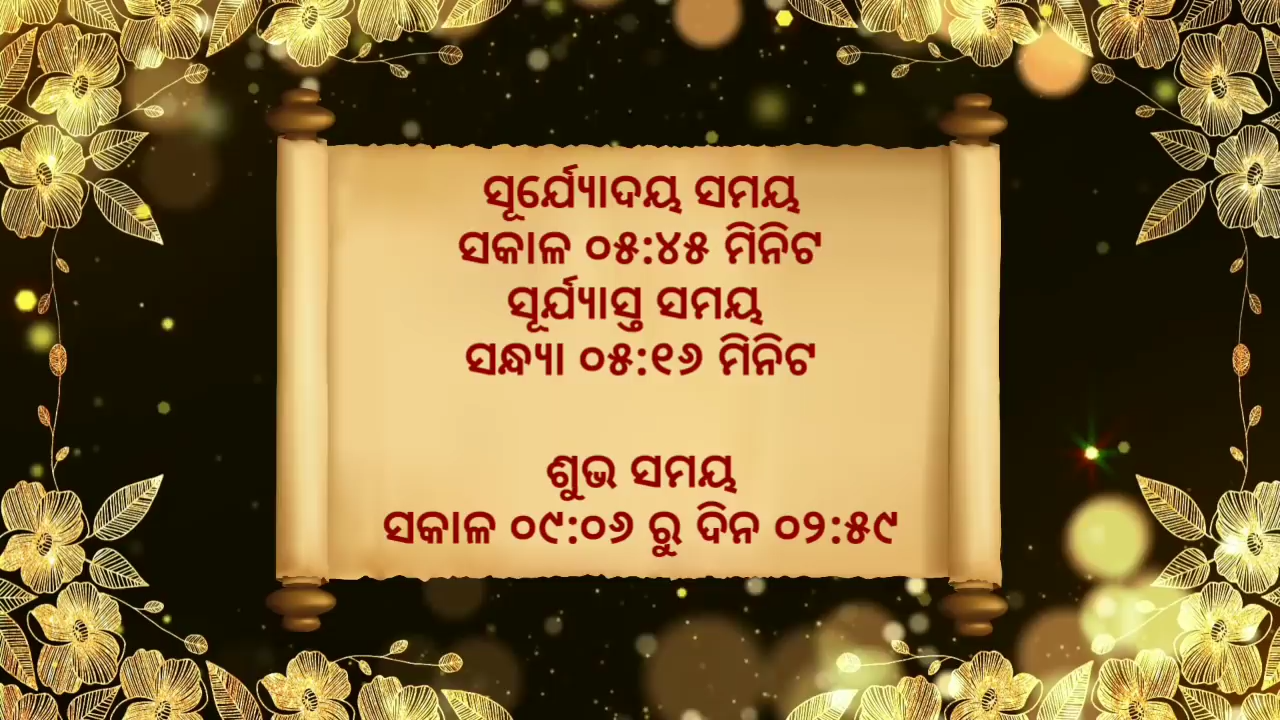 ସୂର୍ଯ୍ୟୋଦୟ ସମୟ
ସକାଳ ୦୫:୪୫ ମିନିଟ
ସୂର୍ଯ୍ୟାସ୍ତ ସମୟ
ସନ୍ଧ୍ୟା ୦୫:୧୬ ମିନିଟ
ଶୁଭ ସମୟ
ସକାଳ ୦୯:୦୬ ରୁ ଦିନ ୦୨:୫୯